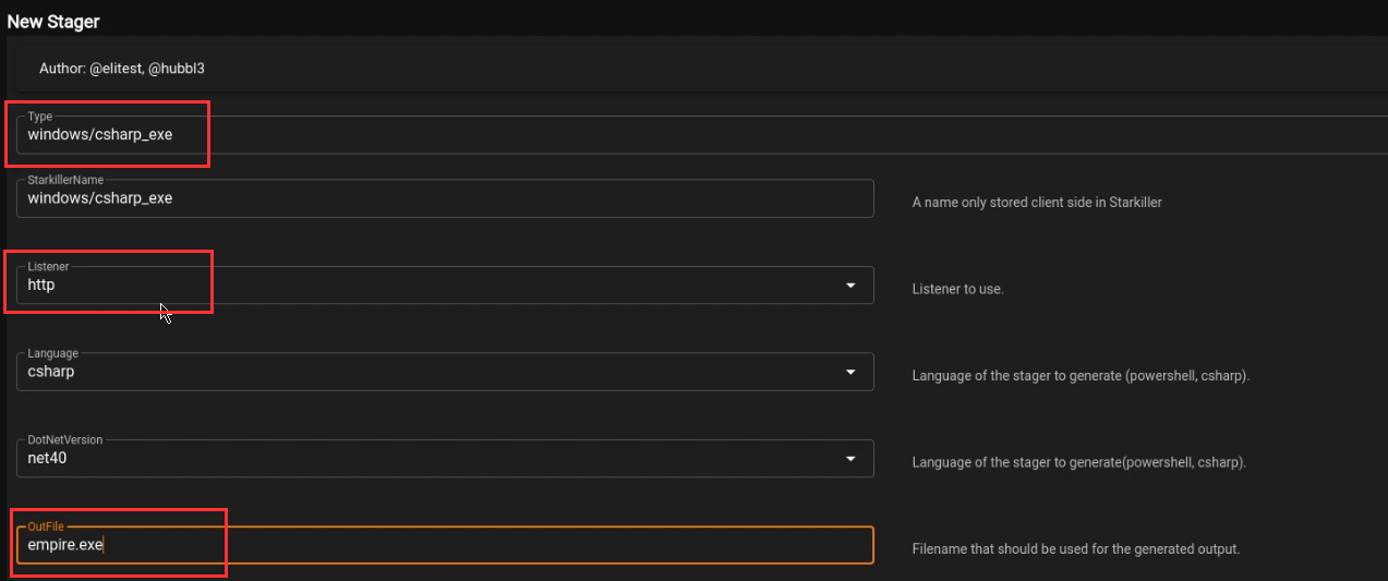 New Stager
Author: @elitest, @hubbl3
Type
windows/csharp_exe
StarkillerName
windows/csharp_exe
A name only stored client side in Starkiller
Listener
http
Listener to use.
Language
csharp
Language of the stager to generate (powershell, csharp).
DotNetVersion
net40
Language of the stager to generate(powershell, csharp).
OutFile
empire.exe
Filename that should be used for the generated output.